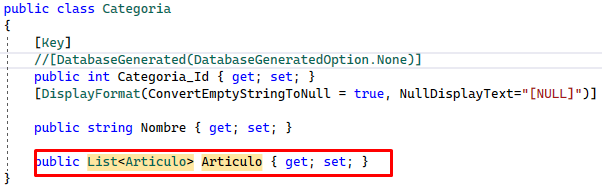 public class Categoria
{
[Key]
//[DatabaseGenerated(DatabaseGeneratedOption.None)]
public int Categoria_Id { get; set; }
[DisplayFormat(ConvertEmptyStringToNull = true, NullDisplayText="[NULL]")]
public string Nombre { get; set; }
public List<Articulo> Articulo { get; set; }
}